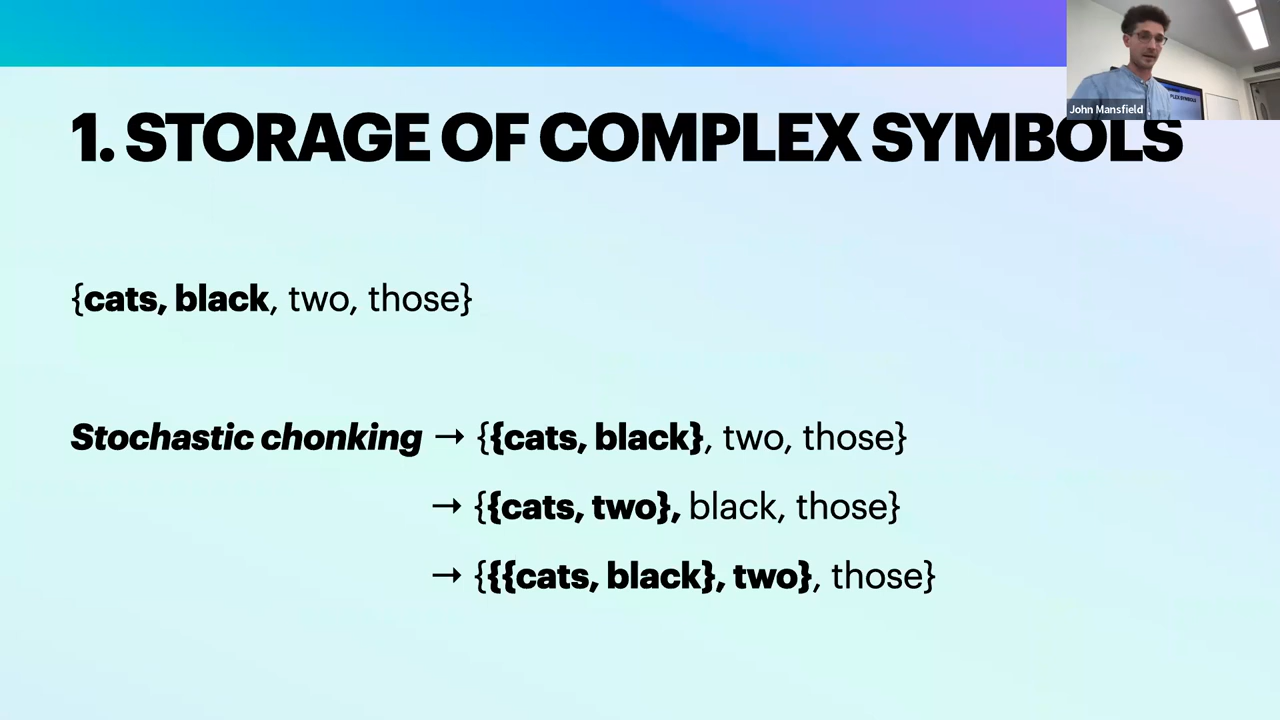 John Mansfield
1. STORAGE OF COMPLEX SYMBOLS
{cats, black, two, those}
Stochastic chonking → {{cats, black}, two, those}
→ {{cats, two}, black, those}
→ {{{cats, black}, two}, those}